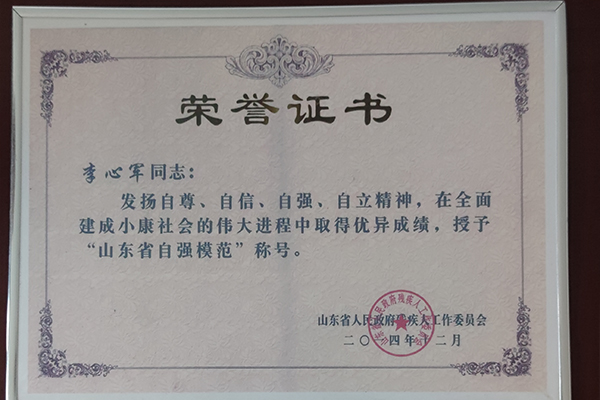 荣誉证书
李心军同志：
发扬自尊、自信、自强、自立精神，在全面
建成小康社会的伟大进程中取得优异成绩，授予
“山东省自强模范”称号。
山东省人民政府残疾人工作委员会
二〇一四年十二月